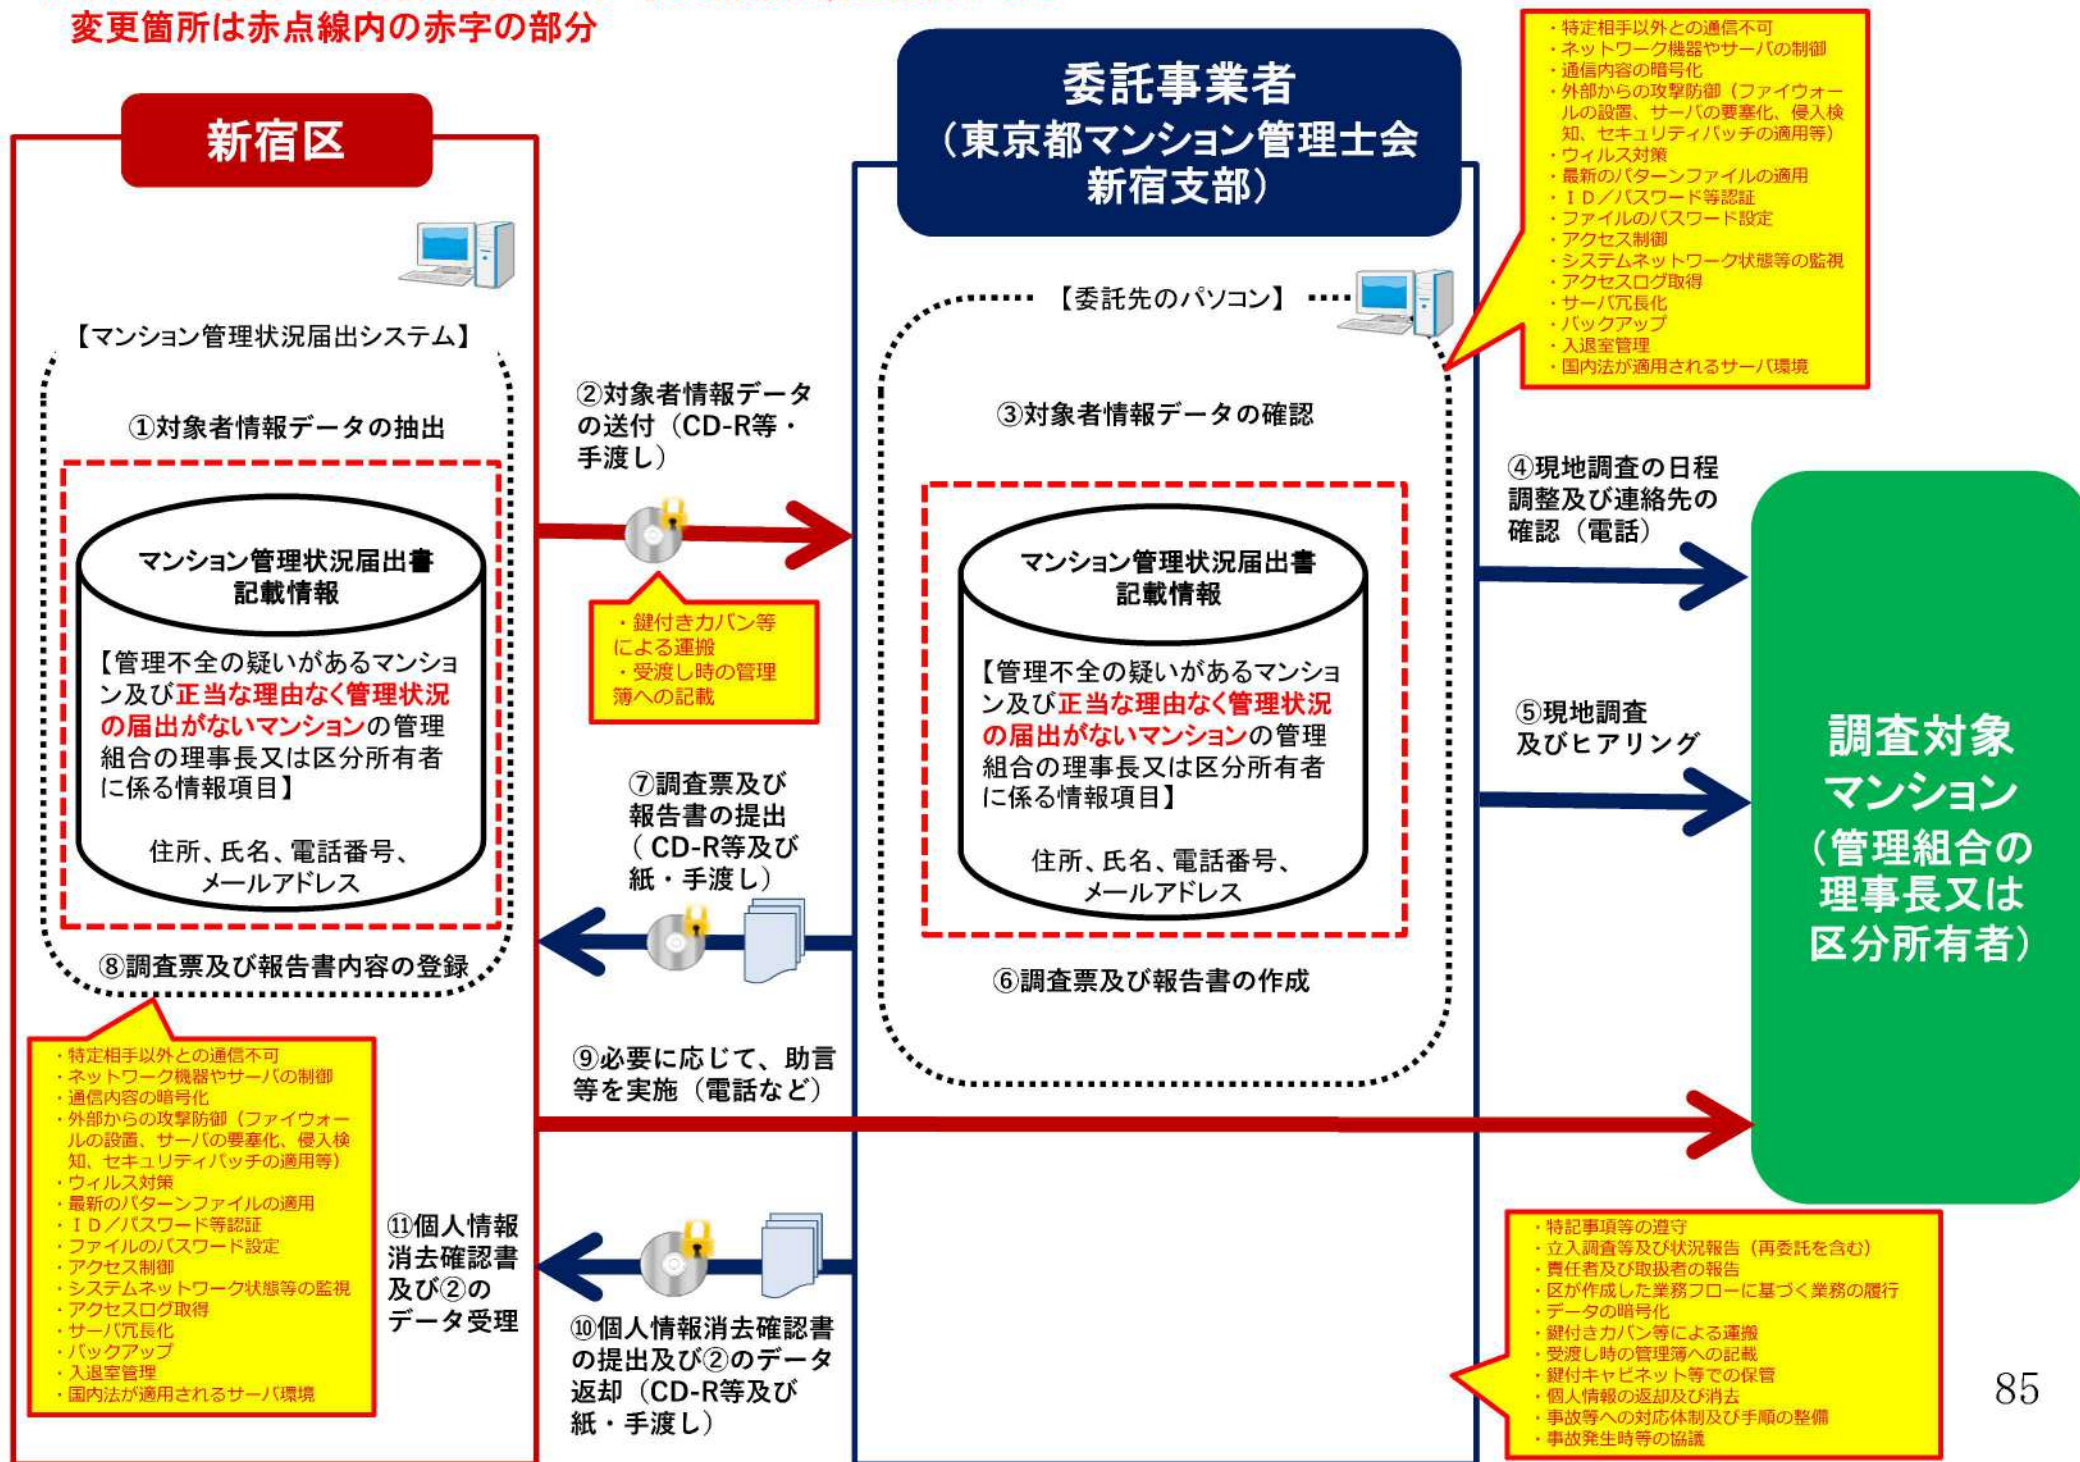 変更箇所は赤点線内の赤字の部分
新宿区
【マンション管理状況届出システム】
①対象者情報データの抽出
マンション管理状況届出書
記載情報
【管理不全の疑いがあるマンショ
ン及び正当な理由なく管理状況
の届出がないマンションの管理
組合の理事長又は区分所有者
に係る情報項目】
住所、氏名、電話番号、
メールアドレス
⑧調査票及び報告書内容の登録
・特定相手以外との通信不可
・ネットワーク機器やサーバの制御
・通信内容の暗号化
・外部からの攻撃防御（ファイウォー
ルの設置、サーバの要塞化、侵入検
知、セキュリティパッチの適用等）
・ウィルス対策
・最新のパターンファイルの適用
・ＩＤ／パスワード等認証
・ファイルのパスワード設定
・アクセス制御
・システムネットワーク状態等の監視
・アクセスログ取得
・サーバ冗長化
・バックアップ
・入退室管理
・国内法が適用されるサーバ環境
②対象者情報データ
の送付（CD-R等・
手渡し）
・鍵付きカバン等
による運搬
・受渡し時の管理
簿への記載
⑦調査票及び
報告書の提出
（CD-R等及び
紙・手渡し）
⑨必要に応じて、助言
等を実施（電話など）
⑪個人情報
消去確認書
及び②の
データ受理
⑩個人情報消去確認書
の提出及び②のデータ
返却（CD-R等及び
紙・手渡し）
委託事業者
（東京都マンション管理士会
新宿支部）
【委託先のパソコン】
③対象者情報データの確認
マンション管理状況届出書
記載情報
【管理不全の疑いがあるマンショ
ン及び正当な理由なく管理状況
の届出がないマンションの管理
組合の理事長又は区分所有者
に係る情報項目】
住所、氏名、電話番号、
メールアドレス
⑥調査票及び報告書の作成
・特定相手以外との通信不可
・ネットワーク機器やサーバの制御
・通信内容の暗号化
・外部からの攻撃防御（ファイウォー
ルの設置、サーバの要塞化、侵入検
知、セキュリティパッチの適用等）
・ウィルス対策
・最新のパターンファイルの適用
・ＩＤ／パスワード等認証
・ファイルのパスワード設定
・アクセス制御
・システムネットワーク状態等の監視
・アクセスログ取得
・サーバ冗長化
・バックアップ
・入退室管理
・国内法が適用されるサーバ環境
④現地調査の日程
調整及び連絡先の
確認（電話）
⑤現地調査
及びヒアリング
調査対象
マンション
（管理組合の
理事長又は
区分所有者）
・特記事項等の遵守
・立入調査等及び状況報告（再委託を含む）
・責任者及び取扱者の報告
・区が作成した業務フローに基づく業務の履行
・データの暗号化
・鍵付きカバン等による運搬
・受渡し時の管理簿への記載
・鍵付キャビネット等での保管
・個人情報の返却及び消去
・事故等への対応体制及び手順の整備
・事故発生時等の協議
85